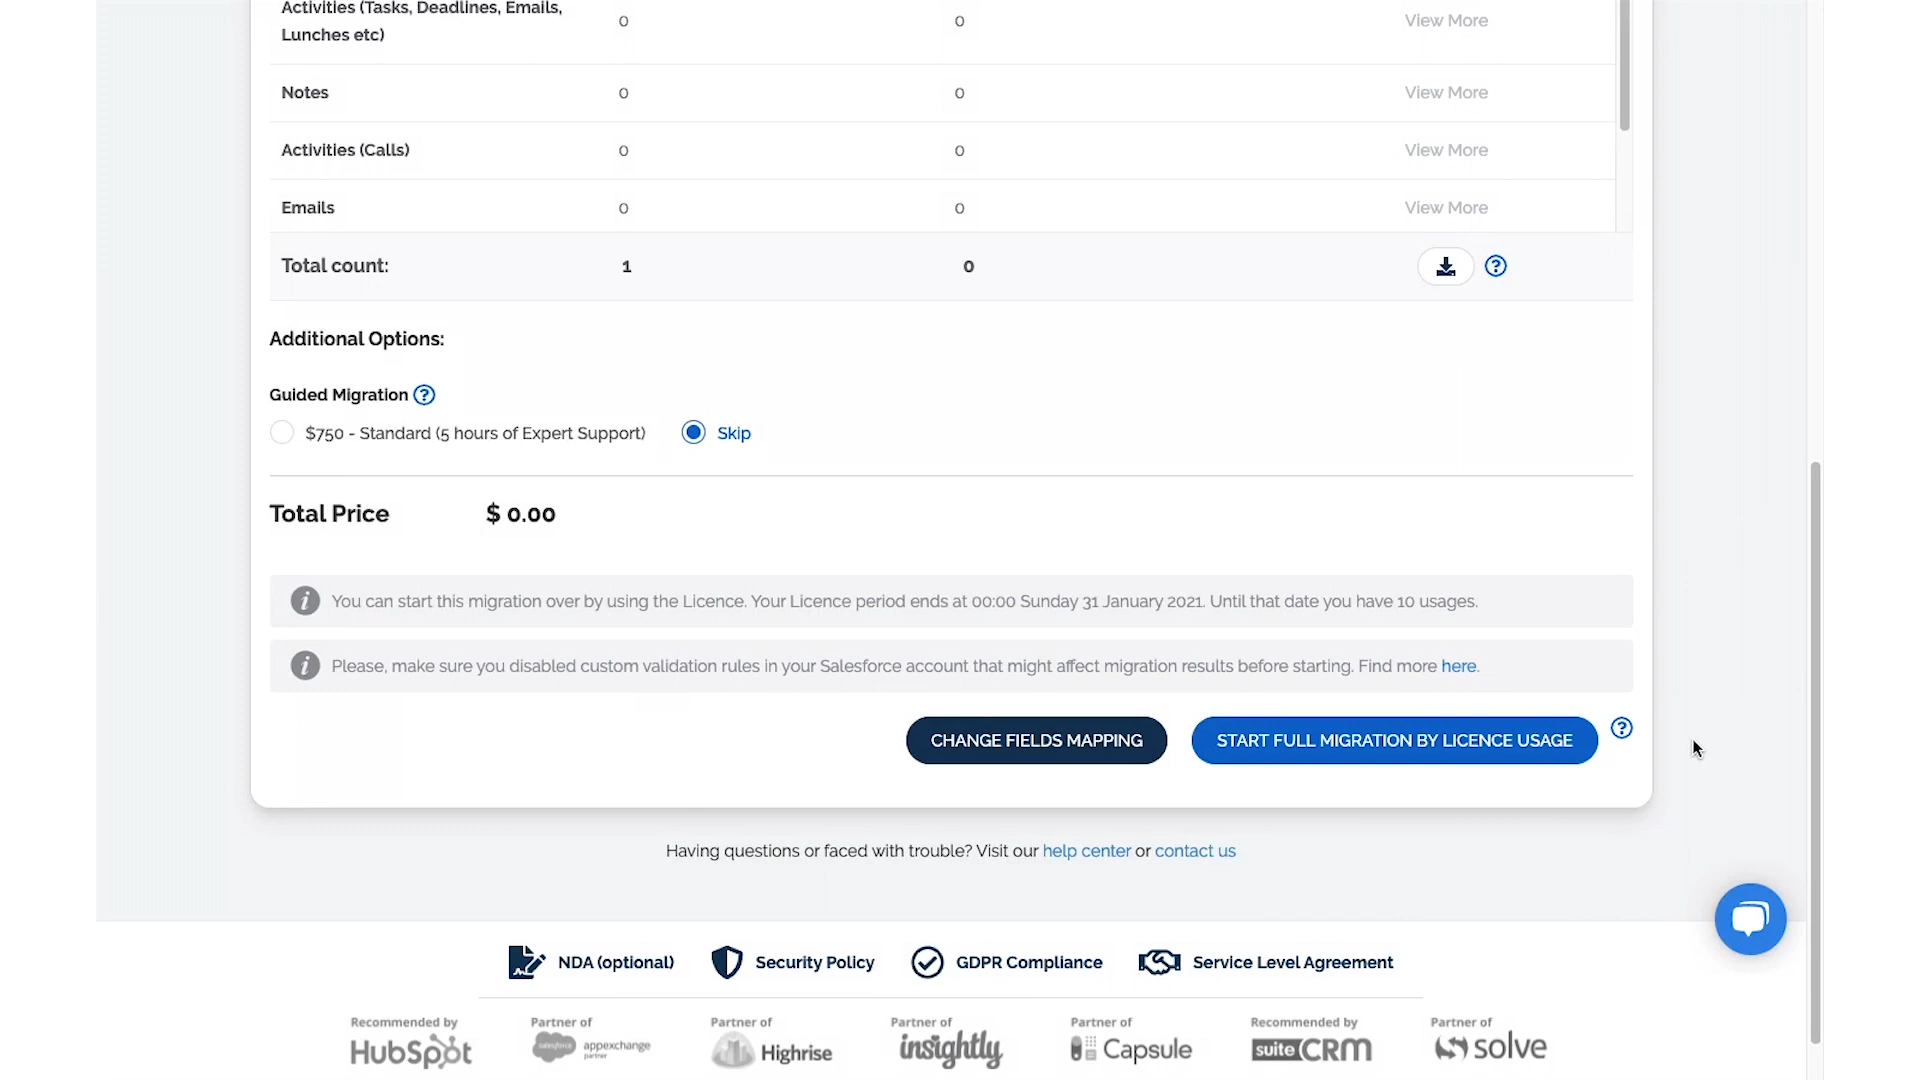 Activities (Tasks, Deadlines, Emails,
Lunches etc) 0 0 View More
Notes 0 0 View More
Activities (Calls) 0 0 View More
Emails 0 0 View More
Total count: 1 0 ?
Additional Options:
Guided Migration ?
$750 - Standard (5 hours of Expert Support) Skip
Total Price $ 0.00
i You can start this migration over by using the Licence. Your Licence period ends at 00:00 Sunday 31 January 2021. Until that date you have 10 usages.
i Please, make sure you disabled custom validation rules in your Salesforce account that might affect migration results before starting. Find more here.
CHANGE FIELDS MAPPING START FULL MIGRATION BY LICENCE USAGE ?
Having questions or faced with trouble? Visit our help center or contact us
NDA (optional) Security Policy GDPR Compliance Service Level Agreement
Recommended by Partner of Partner of Partner of Partner of Recommended by Partner of
HubSpot salesforce appexchange partner Highrise insightly Capsule suiteCRM solve